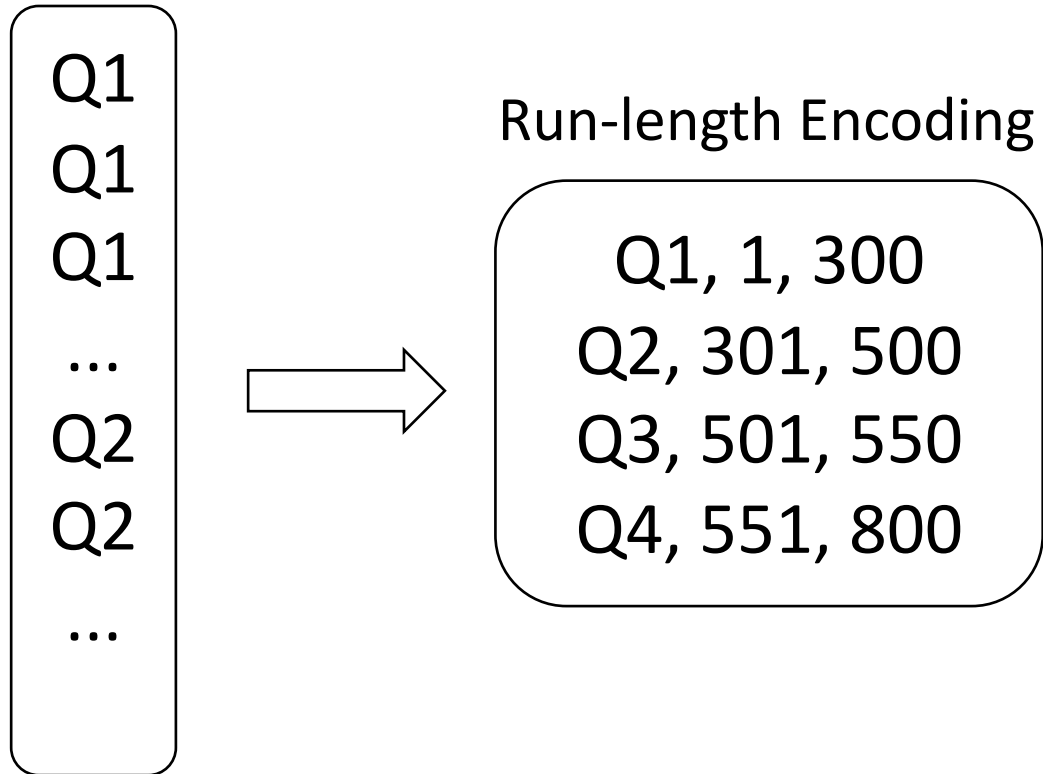 Q1
Q1
Q1
...
Q2
Q2
...
Run-length Encoding
Q1, 1, 300
Q2, 301, 500
Q3, 501, 550
Q4, 551, 800